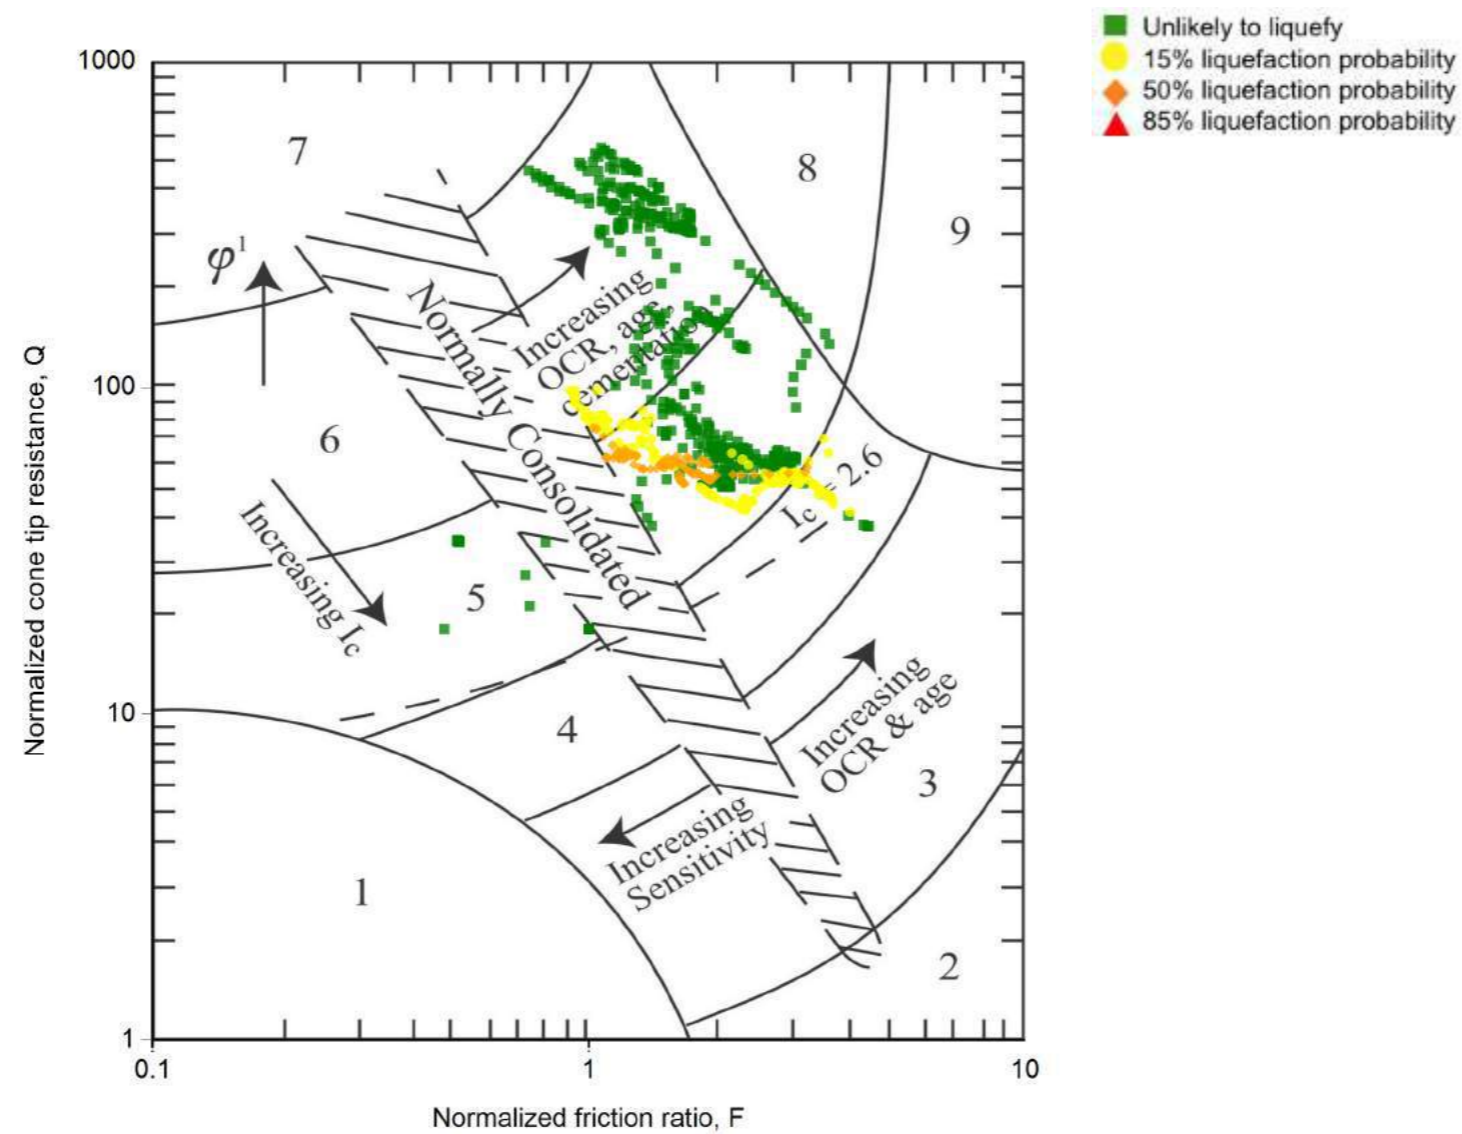 Unlikely to liquefy
15% liquefaction probability
50% liquefaction probability
85% liquefaction probability
1000
100
10
1
0.1
1
10
Normalized cone tip resistance, Q
Normalized friction ratio, F
7
8
9
φ1
6
Normally Consolidated
Increasing
OCR, age,
cementation
Increasing Ic
5
Ic = 2.6
4
Increasing
OCR & age
3
Increasing
Sensitivity
1
2